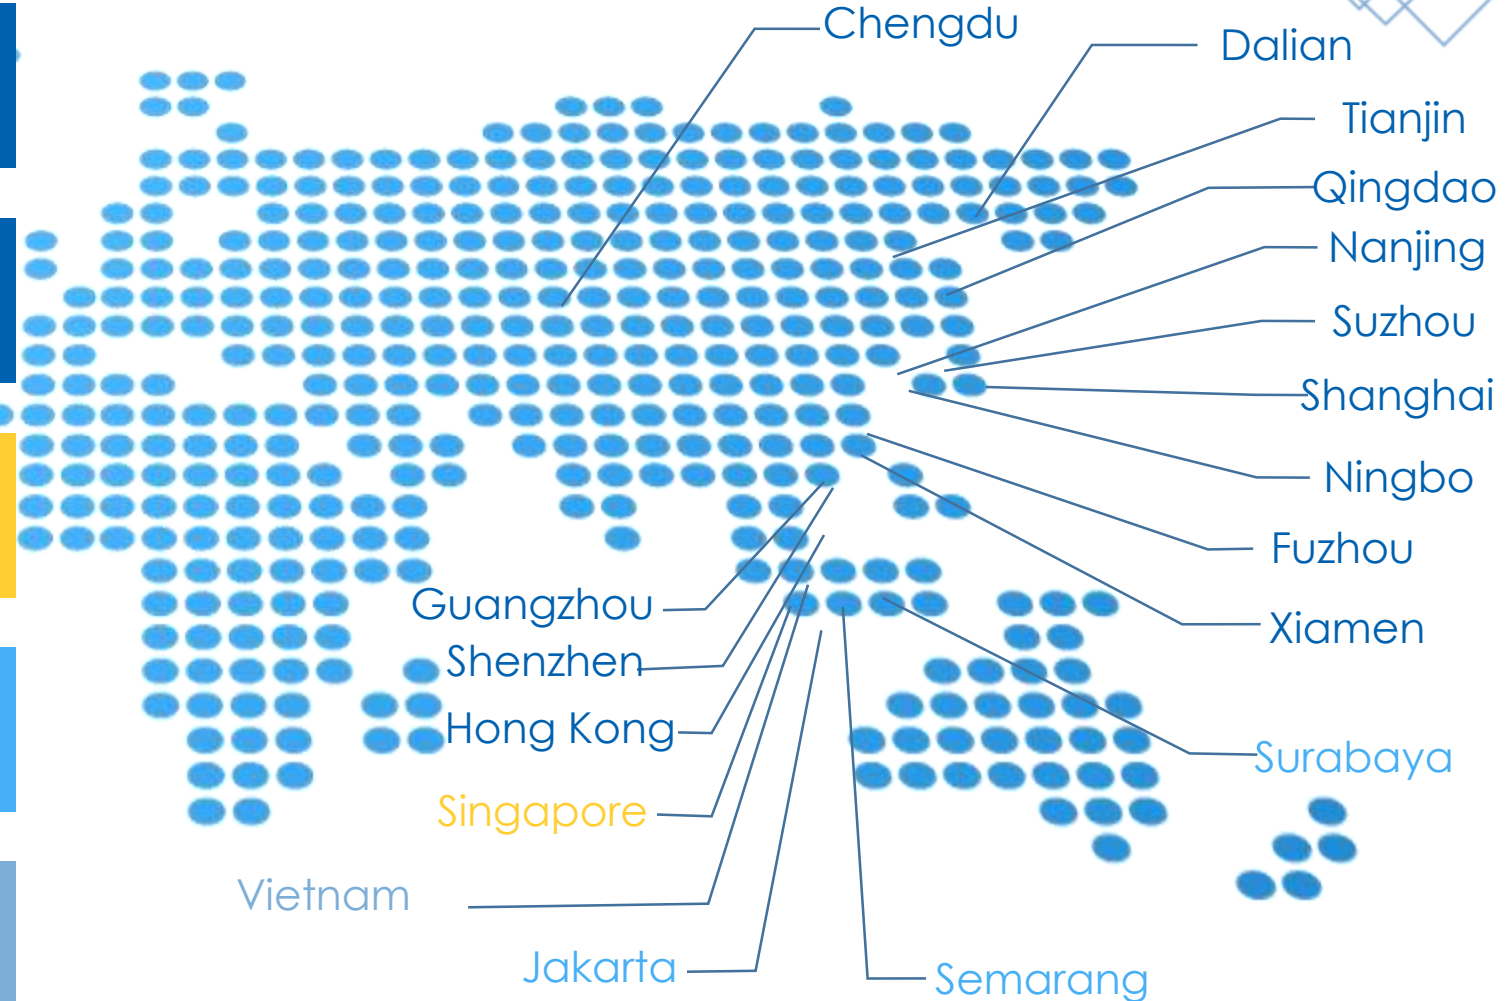 Chengdu
Dalian
Tianjin
Qingdao
Nanjing
Suzhou
Shanghai
Ningbo
Fuzhou
Guangzhou
Xiamen
Shenzhen
Hong Kong
Surabaya
Singapore
Vietnam
Jakarta
Semarang